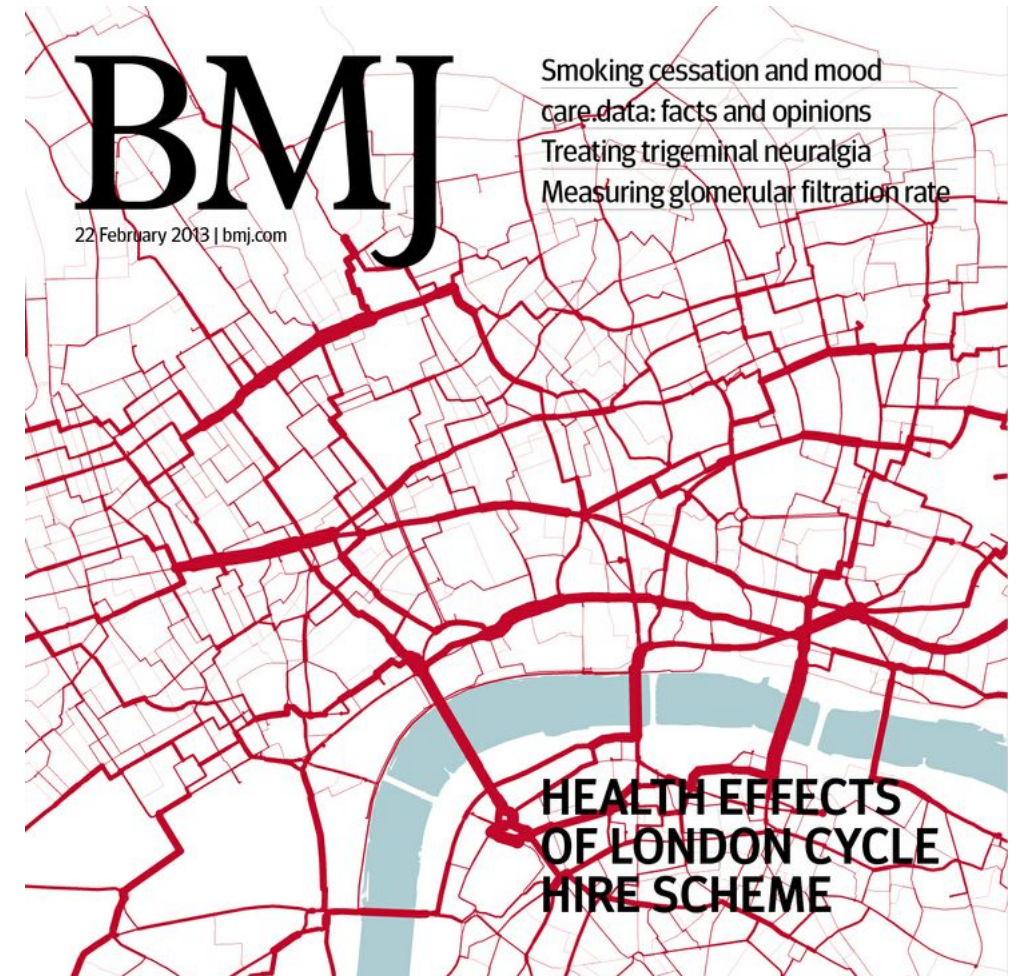 BMJ
22 February 2013 | bmj.com
Smoking cessation and mood
care.data: facts and opinions
Treating trigeminal neuralgia
Measuring glomerular filtration rate
HEALTH EFFECTS
OF LONDON CYCLE
HIRE SCHEME